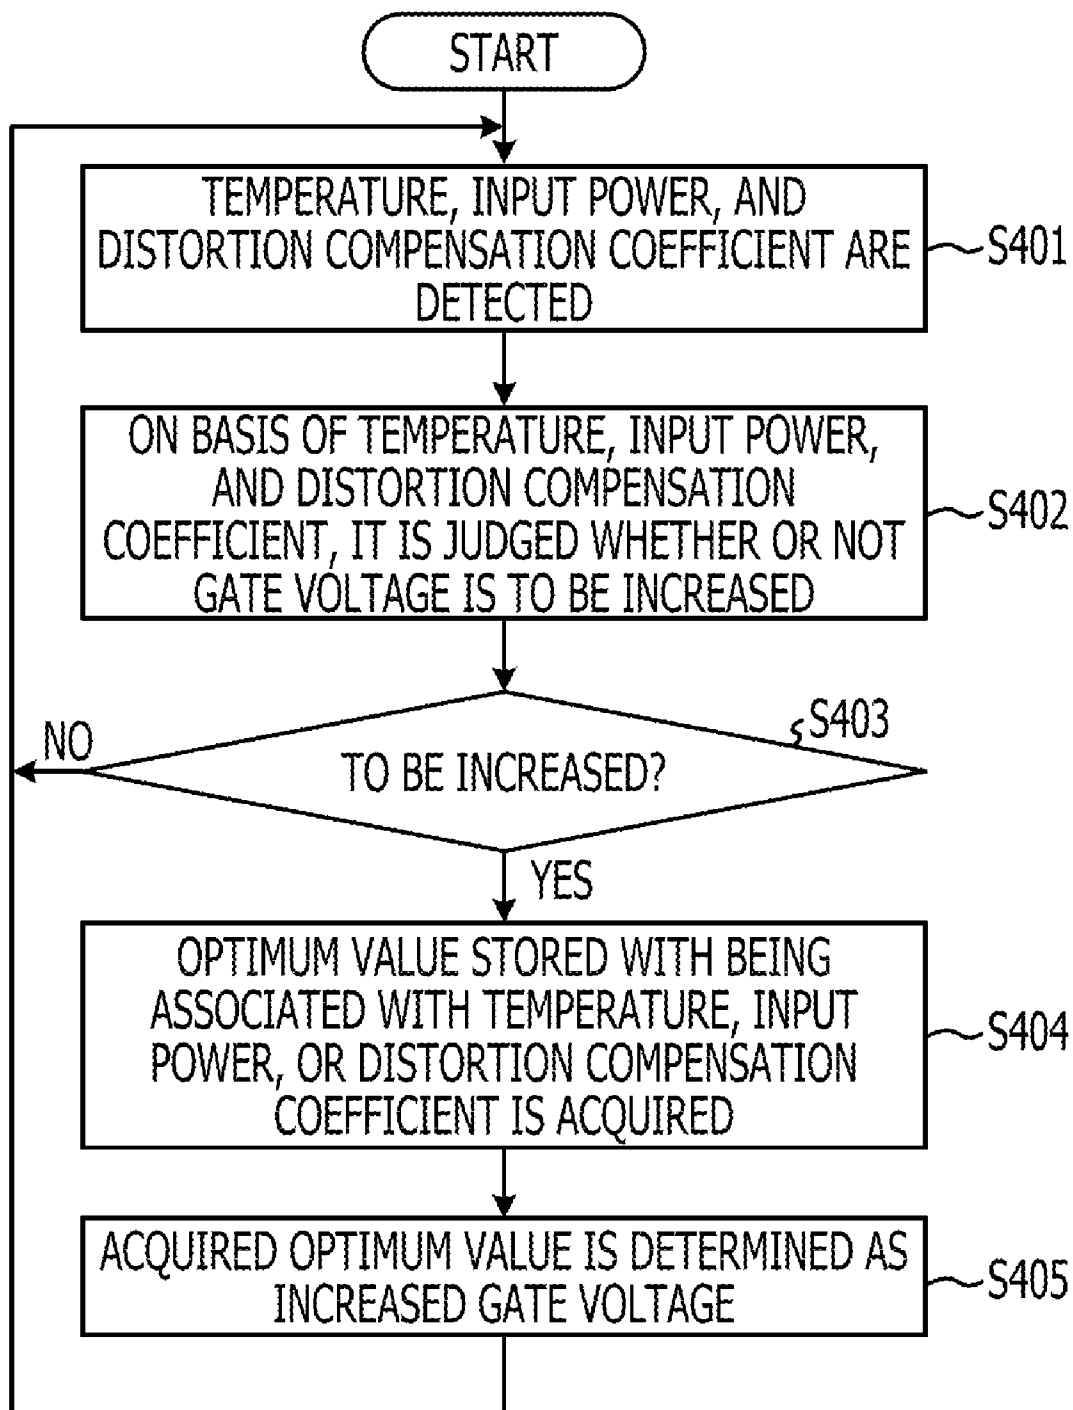 START
TEMPERATURE, INPUT POWER, AND
DISTORTION COMPENSATION COEFFICIENT ARE
DETECTED
S401
ON BASIS OF TEMPERATURE, INPUT POWER,
AND DISTORTION COMPENSATION
COEFFICIENT, IT IS JUDGED WHETHER OR NOT
GATE VOLTAGE IS TO BE INCREASED
S402
NO
S403
TO BE INCREASED?
YES
OPTIMUM VALUE STORED WITH BEING
ASSOCIATED WITH TEMPERATURE, INPUT
POWER, OR DISTORTION COMPENSATION
COEFFICIENT IS ACQUIRED
S404
ACQUIRED OPTIMUM VALUE IS DETERMINED AS
INCREASED GATE VOLTAGE
S405